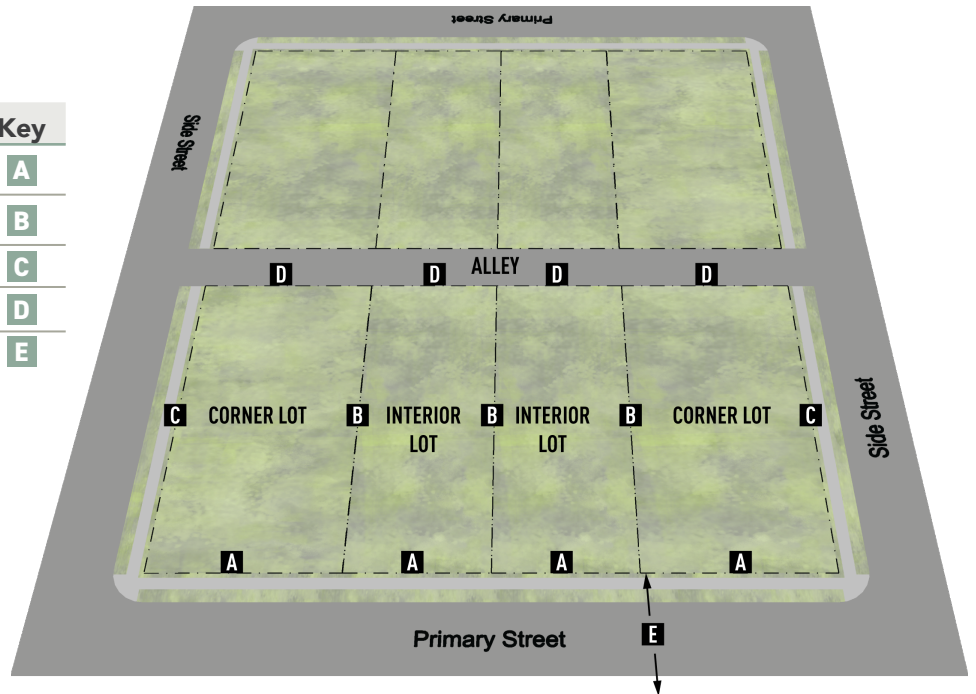 Primary Street
Side Street
Key
A
B
C
D
E
ALLEY
D
D
D
D
C
CORNER LOT
B
INTERIOR
LOT
B
INTERIOR
LOT
B
CORNER LOT
C
Side Street
A
A
A
A
Primary Street
E